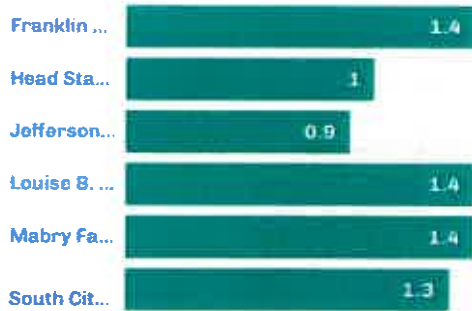 Franklin ... 1.4
Head Sta... 1
Jefferson... 0.9
Louise B. ... 1.4
Mabry Fa... 1.4
South Cit... 1.3